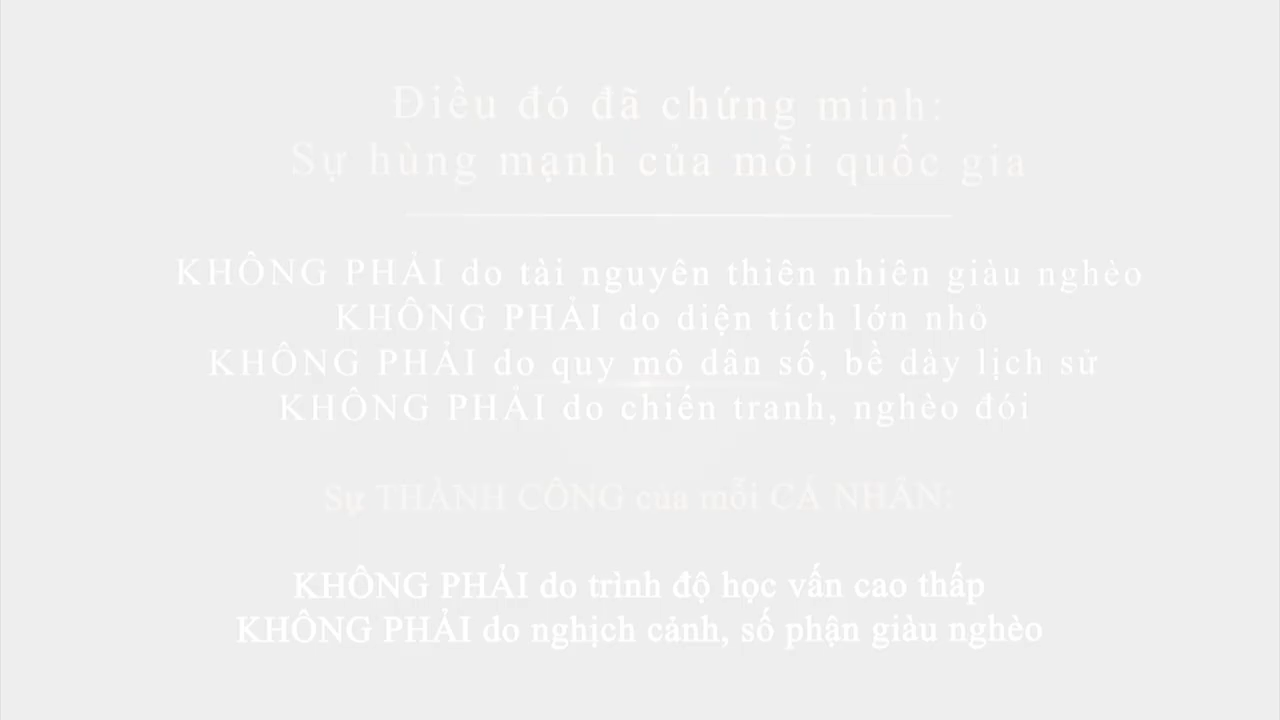 Điều đó đã chứng minh:
Sự hùng mạnh của mỗi quốc gia
KHÔNG PHẢI do tài nguyên thiên nhiên giàu nghèo
KHÔNG PHẢI do diện tích lớn nhỏ
KHÔNG PHẢI do quy mô dân số, bề dày lịch sử
KHÔNG PHẢI do chiến tranh, nghèo đói
Sự THÀNH CÔNG của mỗi CÁ NHÂN:
KHÔNG PHẢI do trình độ học vấn cao thấp
KHÔNG PHẢI do nghịch cảnh, số phận giàu nghèo